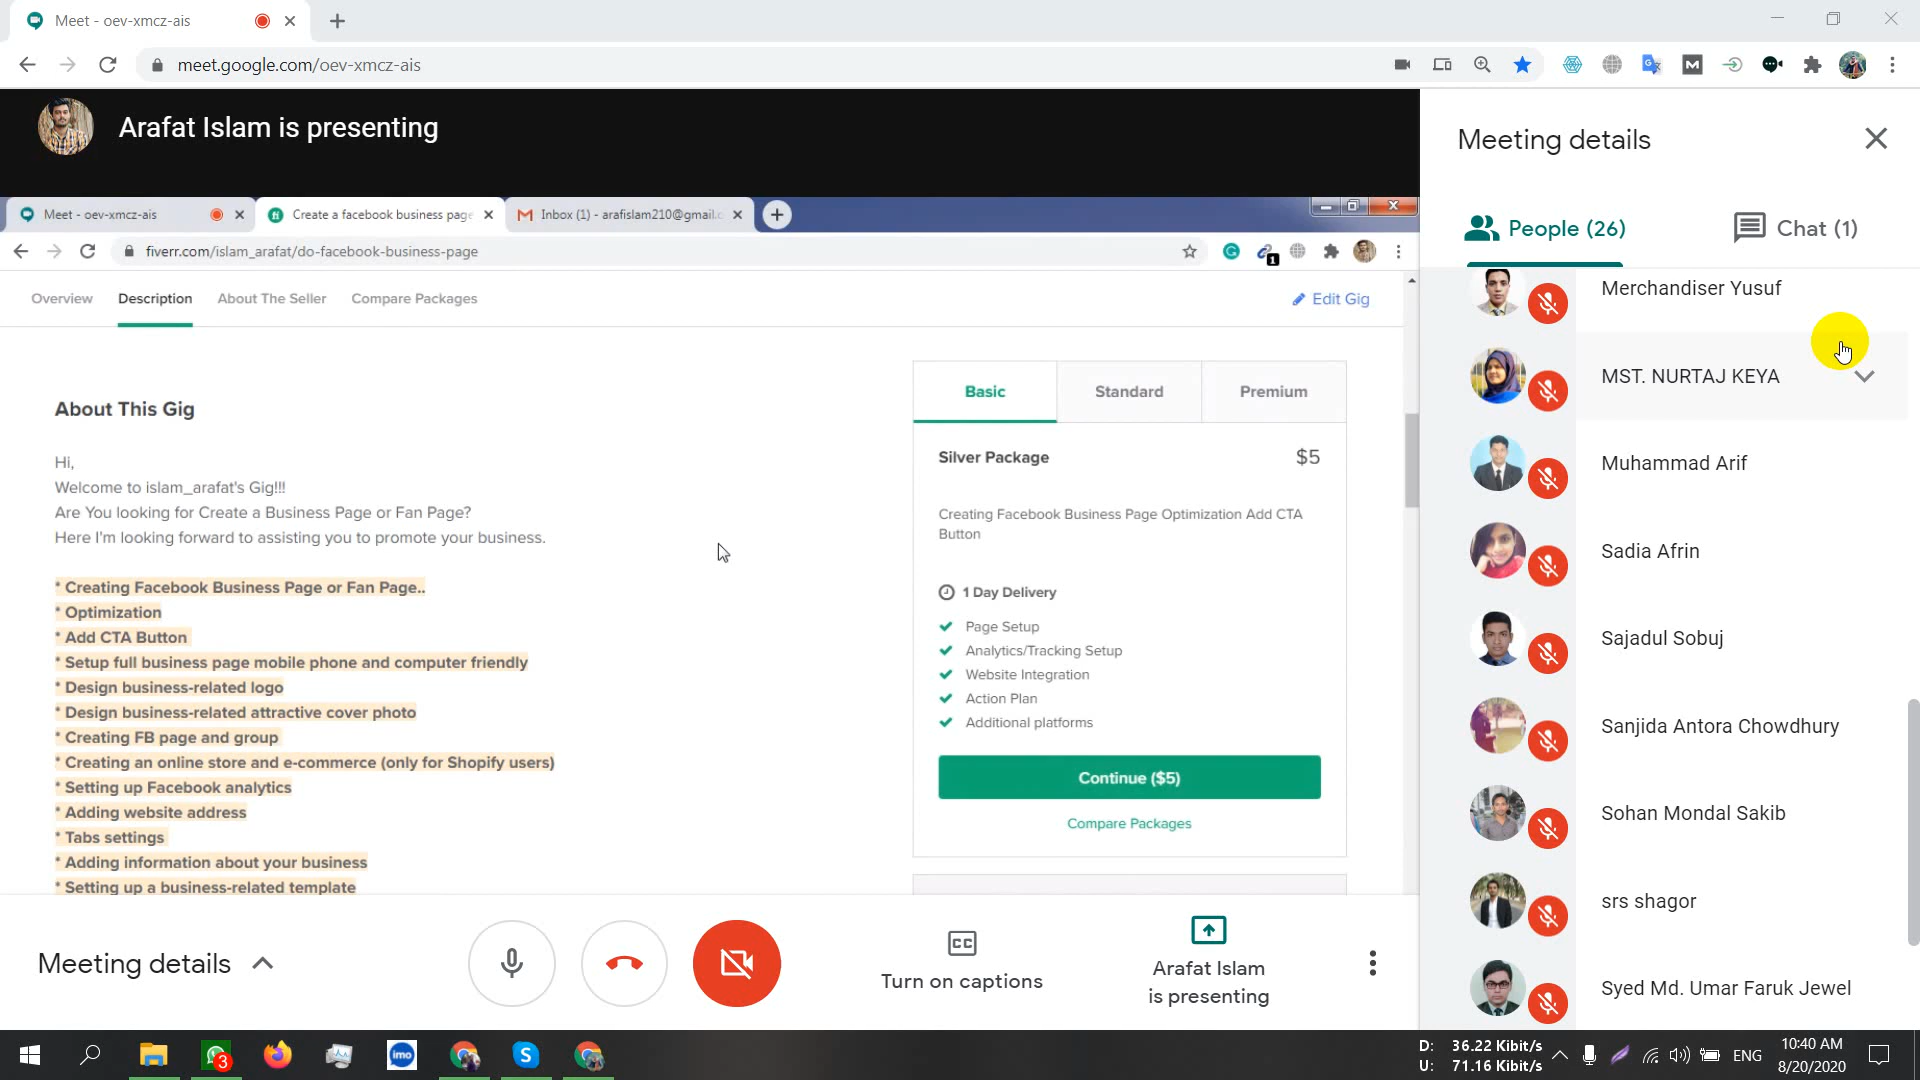 Meet - oev-xmcz-ais
meet.google.com/oev-xmcz-ais
Arafat Islam is presenting
Meet - oev-xmcz-ais
Create a facebook business page
Inbox (1) - arafislam210@gmail.c
fiverr.com/islam_arafat/do-facebook-business-page
1
Overview
Description
About The Seller
Compare Packages
Edit Gig
About This Gig
Hi,
Welcome to islam_arafat's Gig!!!
Are You looking for Create a Business Page or Fan Page?
Here I'm looking forward to assisting you to promote your business.
* Creating Facebook Business Page or Fan Page..
* Optimization
* Add CTA Button
* Setup full business page mobile phone and computer friendly
* Design business-related logo
* Design business-related attractive cover photo
* Creating FB page and group
* Creating an online store and e-commerce (only for Shopify users)
* Setting up Facebook analytics
* Adding website address
* Tabs settings
* Adding information about your business
* Setting up a business-related template
Basic
Standard
Premium
Silver Package
$5
Creating Facebook Business Page Optimization Add CTA
Button
1 Day Delivery
Page Setup
Analytics/Tracking Setup
Website Integration
Action Plan
Additional platforms
Continue ($5)
Compare Packages
Meeting details
People (26)
Chat (1)
Merchandiser Yusuf
MST. NURTAJ KEYA
Muhammad Arif
Sadia Afrin
Sajadul Sobuj
Sanjida Antora Chowdhury
Sohan Mondal Sakib
srs shagor
Syed Md. Umar Faruk Jewel
Meeting details
Turn on captions
Arafat Islam
is presenting
3
imo
D: 36.22 Kibit/s
U: 71.16 Kibit/s
ENG
10:40 AM
8/20/2020